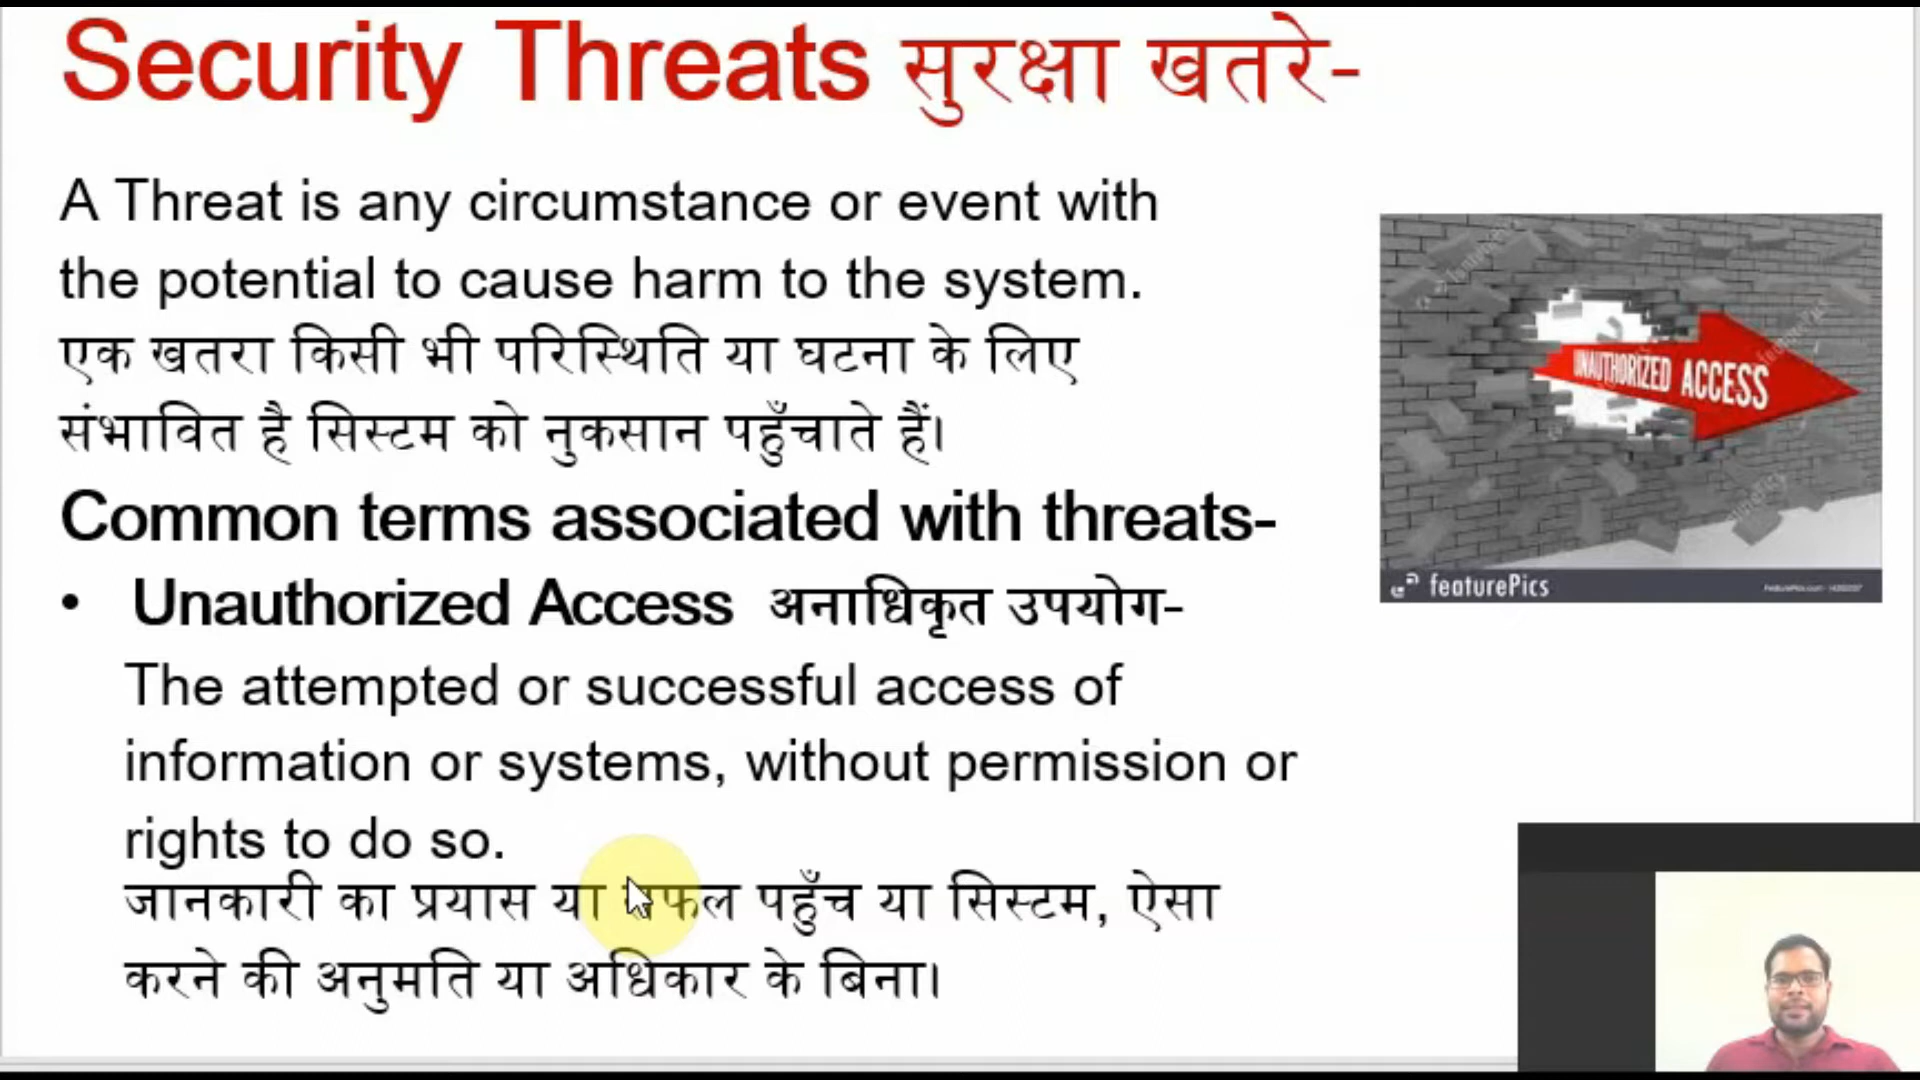 Security Threats सुरक्षा खतरे-
A Threat is any circumstance or event with
the potential to cause harm to the system.
एक खतरा किसी भी परिस्थिति या घटना के लिए
संभावित है सिस्टम को नुकसान पहुँचाते हैं।
Common terms associated with threats-
• Unauthorized Access अनाधिकृत उपयोग-
The attempted or successful access of
information or systems, without permission or
rights to do so.
जानकारी का प्रयास या सफल पहुँच या सिस्टम, ऐसा
करने की अनुमति या अधिकार के बिना।
UNAUTHORIZED ACCESS
featurePics